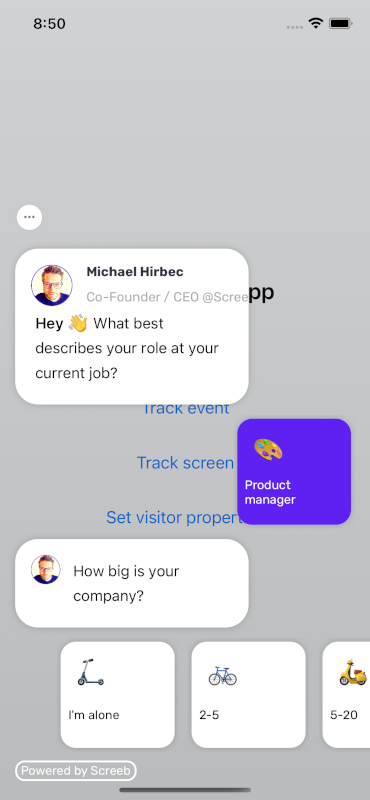 8:50
Michael Hirbec
Co-Founder / CEO @Scree
pp
Hey 👋 What best
describes your role at your
current job?
Track event
Track screen
Product
manager
Set visitor propert
How big is your
company?
I'm alone
2-5
5-20
Powered by Screeb